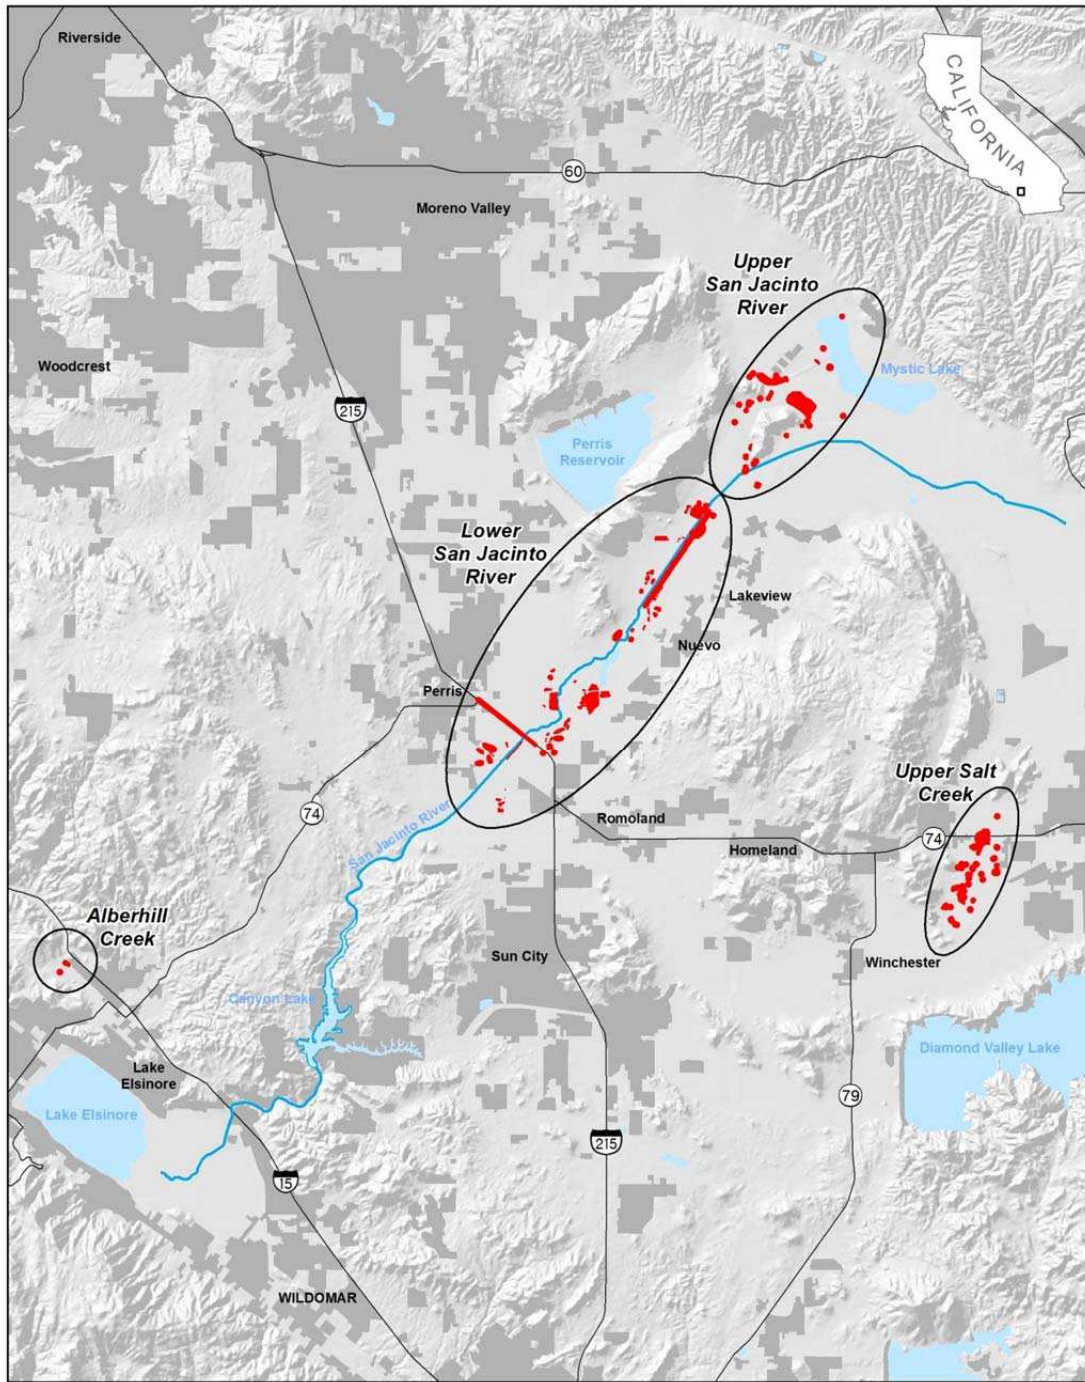 Riverside
CALIFORNIA
60
Moreno Valley
Upper
San Jacinto
River
Woodcrest
Mystic Lake
215
Perris
Reservoir
Lower
San Jacinto
River
Lakeview
Nuevo
Perris
Upper Salt
Creek
74
San Jacinto River
Romoland
74
Homeland
Alberhill
Creek
Sun City
Winchester
Canyon Lake
Diamond Valley Lake
Lake
Elsinore
Lake Elsinore
79
215
15
WILDOMAR